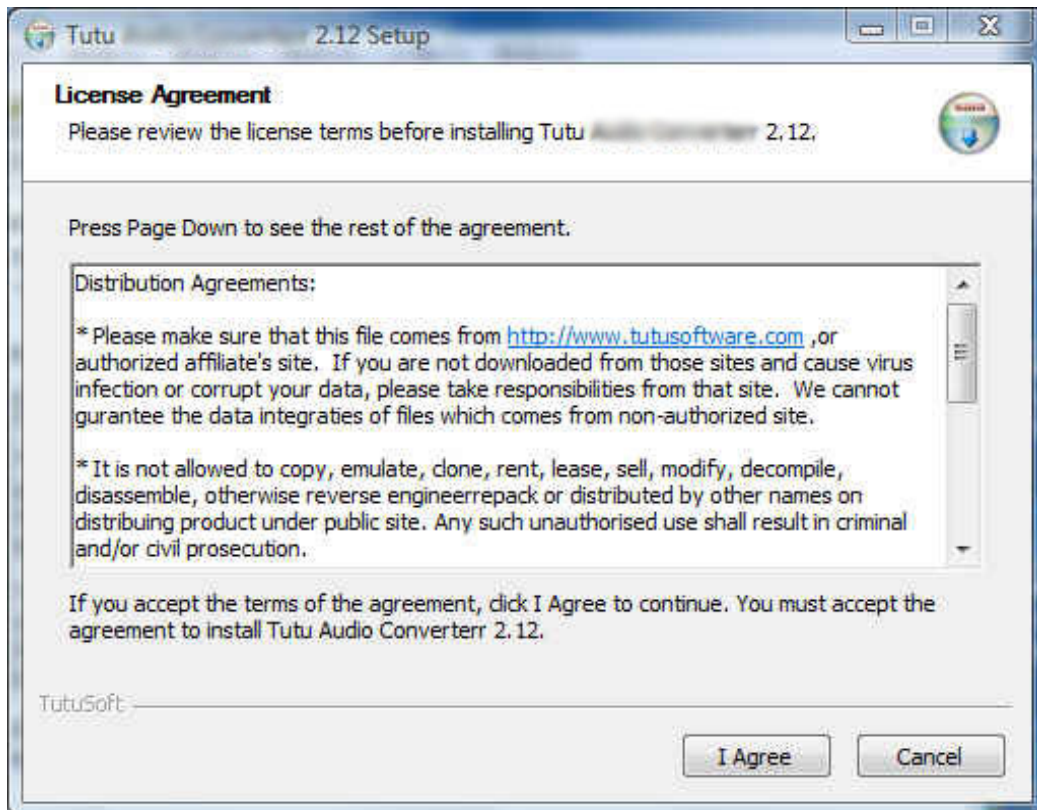 Tutu 2.12 Setup
License Agreement
Please review the license terms before installing Tutu 2.12.
Press Page Down to see the rest of the agreement.
Distribution Agreements:
* Please make sure that this file comes from http://www.tutusoftware.com ,or
authorized affiliate's site.  If you are not downloaded from those sites and cause virus
infection or corrupt your data, please take responsibilities from that site.  We cannot
gurantee the data integraties of files which comes from non-authorized site.
* It is not allowed to copy, emulate, clone, rent, lease, sell, modify, decompile,
disassemble, otherwise reverse engineerrepack or distributed by other names on
distribuing product under public site. Any such unauthorised use shall result in criminal
and/or civil prosecution.
If you accept the terms of the agreement, click I Agree to continue. You must accept the
agreement to install Tutu Audio Converterr 2.12.
TutuSoft
I Agree
Cancel